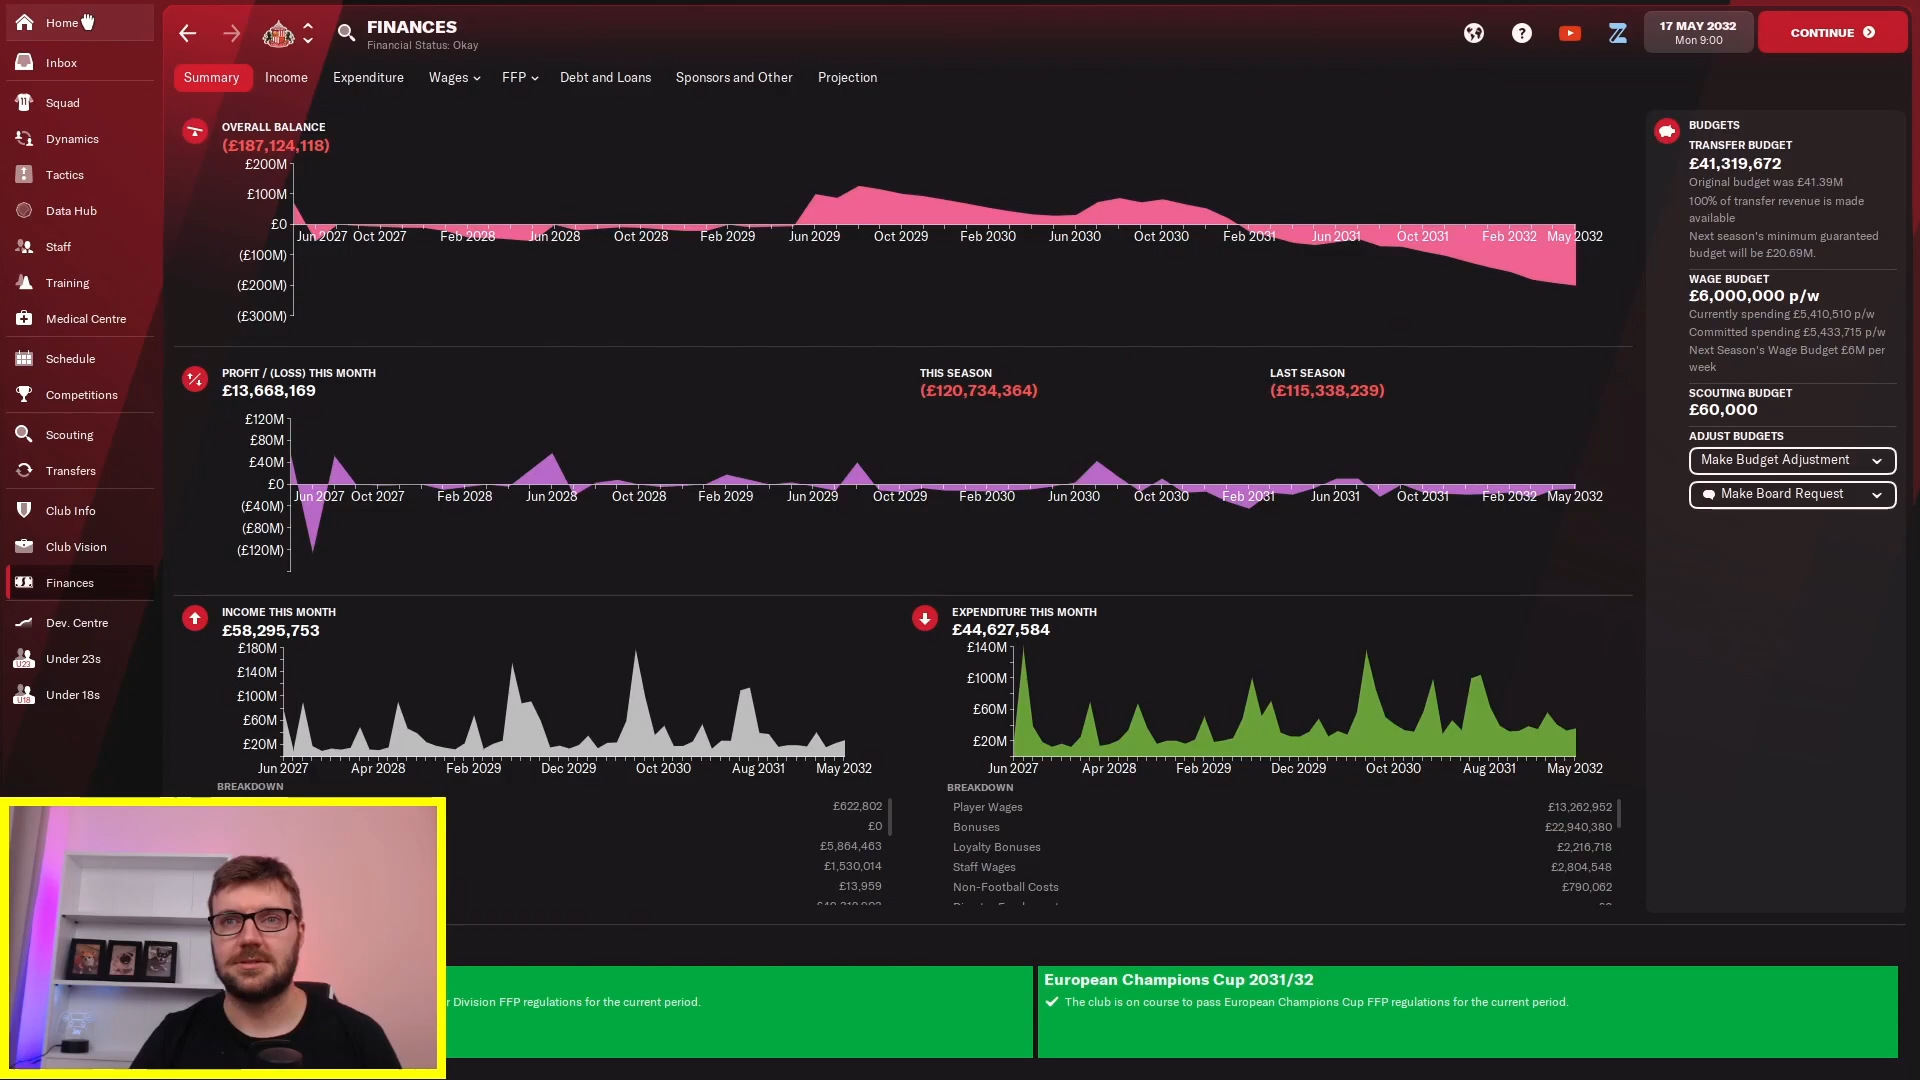 Home
Inbox
Squad
Dynamics
Tactics
Data Hub
Staff
Training
Medical Centre
Schedule
Competitions
Scouting
Transfers
Club Info
Club Vision
Finances
Dev. Centre
U23
Under 23s
U18
Under 18s
FINANCES
Financial Status: Okay
17 MAY 2032
Mon 9:00
CONTINUE
Summary
Income
Expenditure
Wages
FFP
Debt and Loans
Sponsors and Other
Projection
OVERALL BALANCE
(£187,124,118)
£200M
£100M
£0
(£100M)
(£200M)
(£300M)
Jun 2027 Oct 2027 Feb 2028 Jun 2028 Oct 2028 Feb 2029 Jun 2029 Oct 2029 Feb 2030 Jun 2030 Oct 2030 Feb 2031 Jun 2031 Oct 2031 Feb 2032 May 2032
PROFIT / (LOSS) THIS MONTH
£13,668,169
THIS SEASON
(£120,734,364)
LAST SEASON
(£115,338,239)
£120M
£80M
£40M
£0
(£40M)
(£80M)
(£120M)
Jun 2027 Oct 2027 Feb 2028 Jun 2028 Oct 2028 Feb 2029 Jun 2029 Oct 2029 Feb 2030 Jun 2030 Oct 2030 Feb 2031 Jun 2031 Oct 2031 Feb 2032 May 2032
INCOME THIS MONTH
£58,295,753
£180M
£140M
£100M
£60M
£20M
Jun 2027 Apr 2028 Feb 2029 Dec 2029 Oct 2030 Aug 2031 May 2032
BREAKDOWN
£622,802
£0
£5,864,463
£1,530,014
£13,959
EXPENDITURE THIS MONTH
£44,627,584
£140M
£100M
£60M
£20M
Jun 2027 Apr 2028 Feb 2029 Dec 2029 Oct 2030 Aug 2031 May 2032
BREAKDOWN
Player Wages £13,262,952
Bonuses £22,940,380
Loyalty Bonuses £2,216,718
Staff Wages £2,804,548
Non-Football Costs £790,062
BUDGETS
TRANSFER BUDGET
£41,319,672
Original budget was £41.39M
100% of transfer revenue is made
available
Next season's minimum guaranteed
budget will be £20.69M.
WAGE BUDGET
£6,000,000 p/w
Currently spending £5,410,510 p/w
Committed spending £5,433,715 p/w
Next Season's Wage Budget £6M per
week
SCOUTING BUDGET
£60,000
ADJUST BUDGETS
Make Budget Adjustment
Make Board Request
r Division FFP regulations for the current period.
European Champions Cup 2031/32
The club is on course to pass European Champions Cup FFP regulations for the current period.